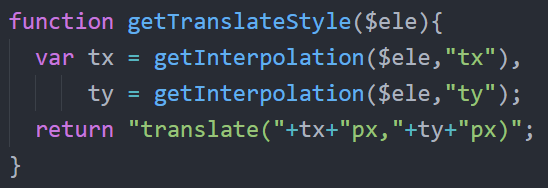 function getTranslateStyle($ele){
  var tx = getInterpolation($ele,"tx"),
      ty = getInterpolation($ele,"ty");
  return "translate("+tx+"px,"+ty+"px)";
}